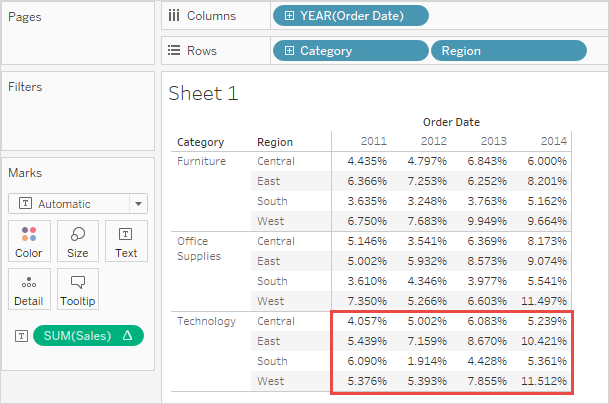 Pages
Columns
YEAR(Order Date)
Rows
Category
Region
Filters
Marks
Automatic
Color
Size
Text
Detail
Tooltip
SUM(Sales)
Sheet 1
Order Date
Category Region 2011 2012 2013 2014
Furniture Central 4.435% 4.797% 6.843% 6.000%
East 6.366% 7.253% 6.252% 8.201%
South 3.635% 3.248% 3.763% 5.162%
West 6.750% 7.683% 9.949% 9.664%
Office Central 5.146% 3.541% 6.369% 8.173%
Supplies East 5.002% 5.932% 8.573% 9.074%
South 3.610% 4.346% 3.977% 5.541%
West 7.350% 5.266% 6.603% 11.497%
Technology Central 4.057% 5.002% 6.083% 5.239%
East 5.439% 7.159% 8.670% 10.421%
South 6.090% 1.914% 4.428% 5.361%
West 5.376% 5.393% 7.855% 11.512%